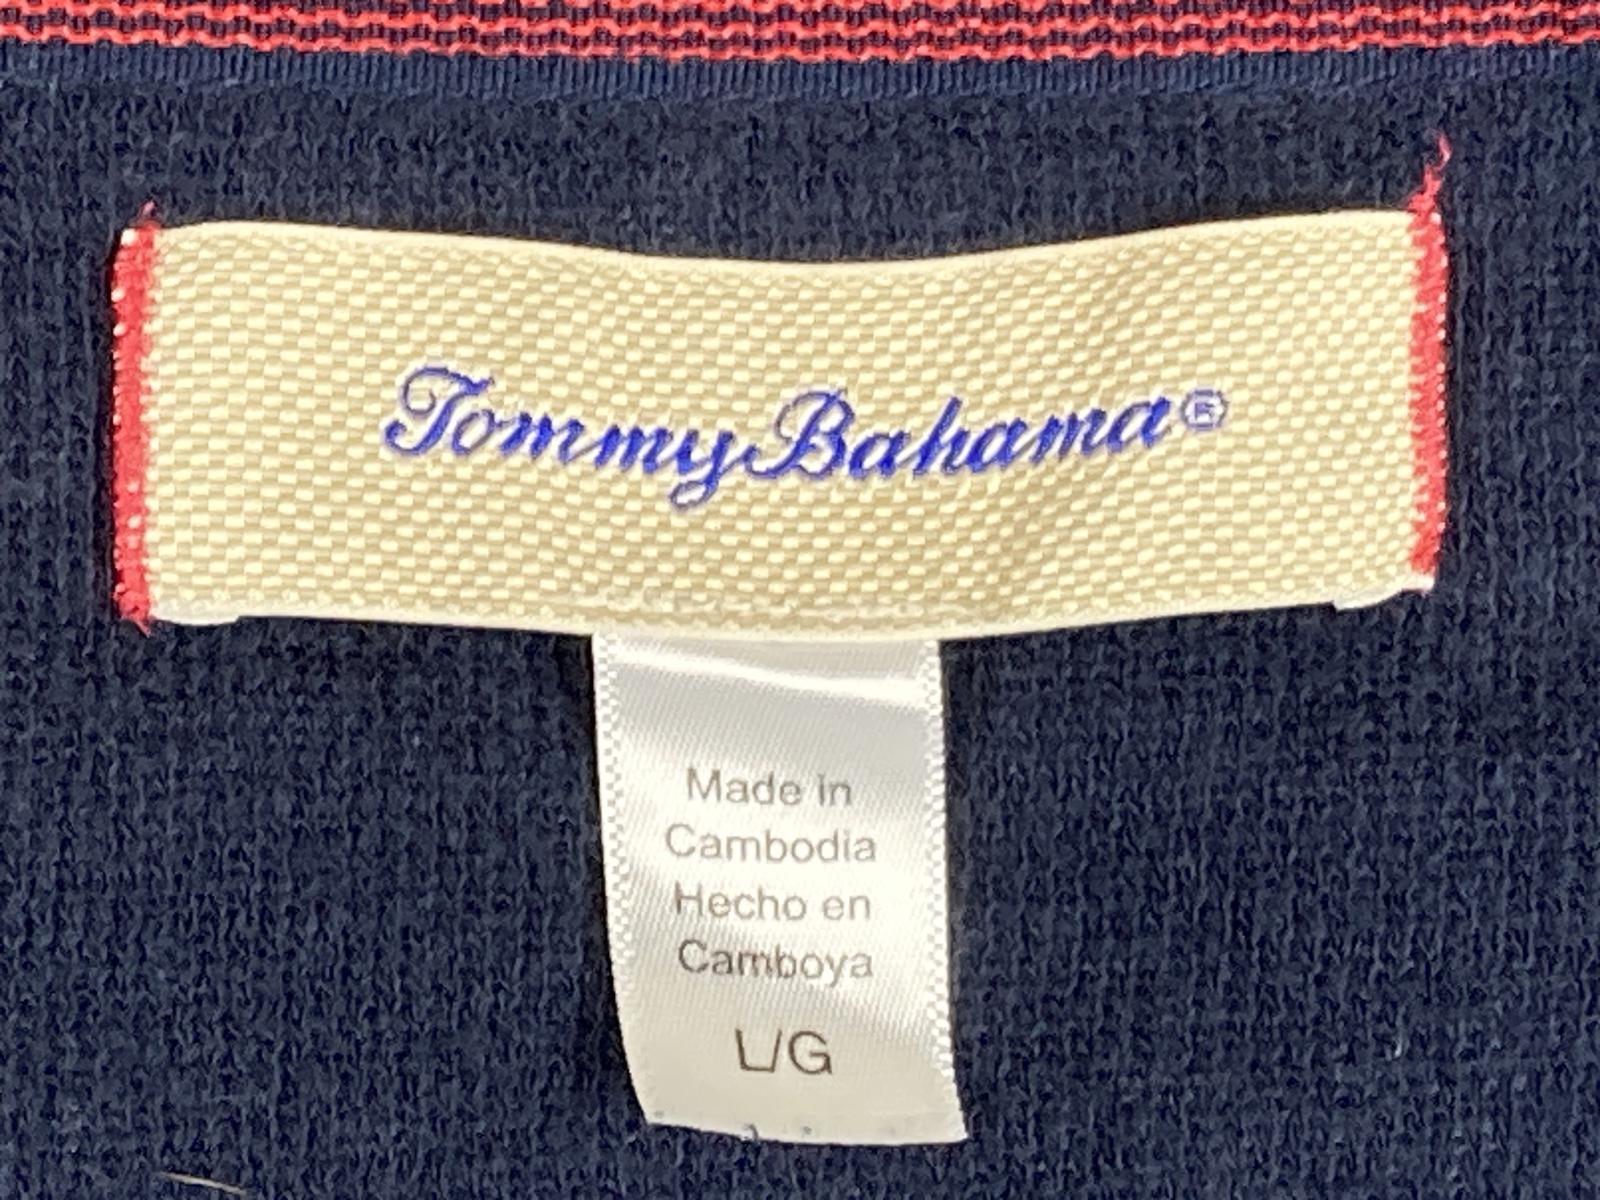 Tommy Bahama®
Made in
Cambodia
Hecho en
Camboya
L/G